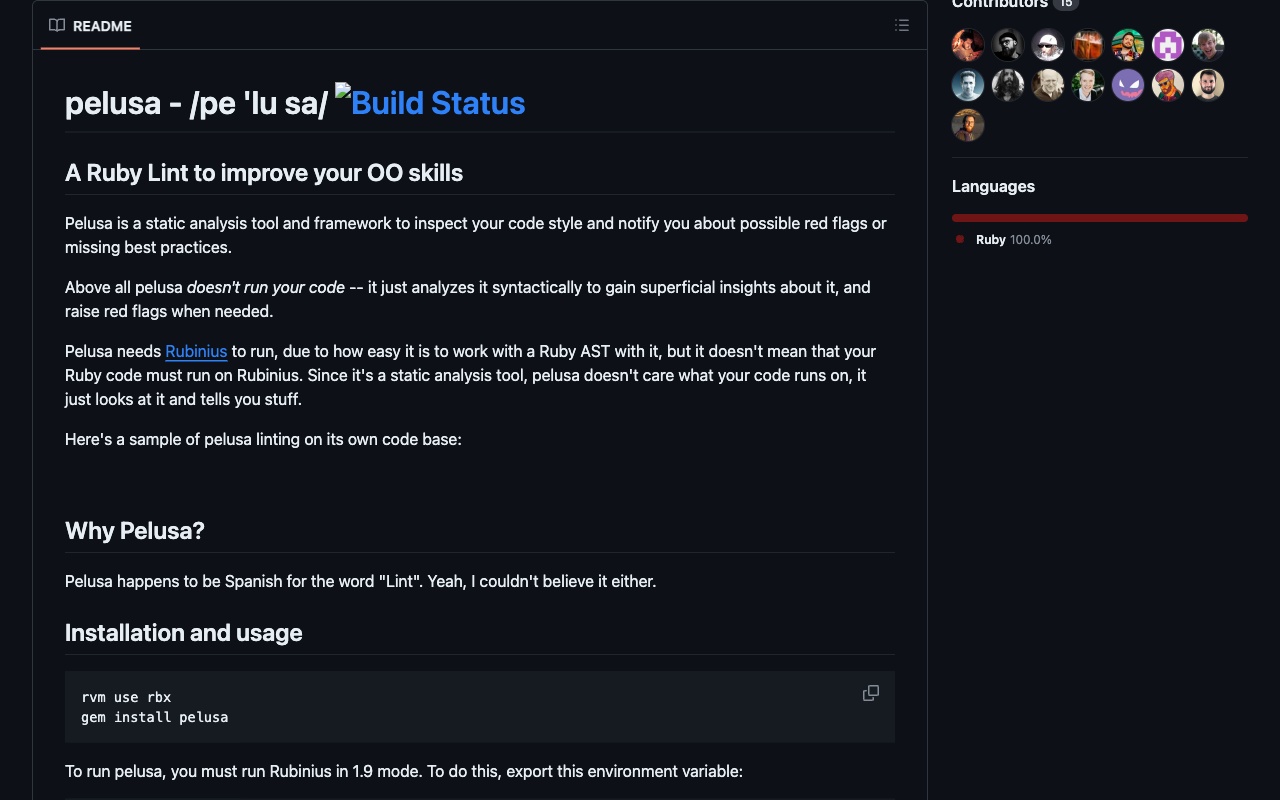 README
pelusa - /pe 'lu sa/ Build Status
A Ruby Lint to improve your OO skills
Pelusa is a static analysis tool and framework to inspect your code style and notify you about possible red flags or
missing best practices.
Above all pelusa doesn't run your code -- it just analyzes it syntactically to gain superficial insights about it, and
raise red flags when needed.
Pelusa needs Rubinius to run, due to how easy it is to work with a Ruby AST with it, but it doesn't mean that your
Ruby code must run on Rubinius. Since it's a static analysis tool, pelusa doesn't care what your code runs on, it
just looks at it and tells you stuff.
Here's a sample of pelusa linting on its own code base:
Why Pelusa?
Pelusa happens to be Spanish for the word "Lint". Yeah, I couldn't believe it either.
Installation and usage
rvm use rbx
gem install pelusa
To run pelusa, you must run Rubinius in 1.9 mode. To do this, export this environment variable:
Contributors 15
Languages
Ruby 100.0%